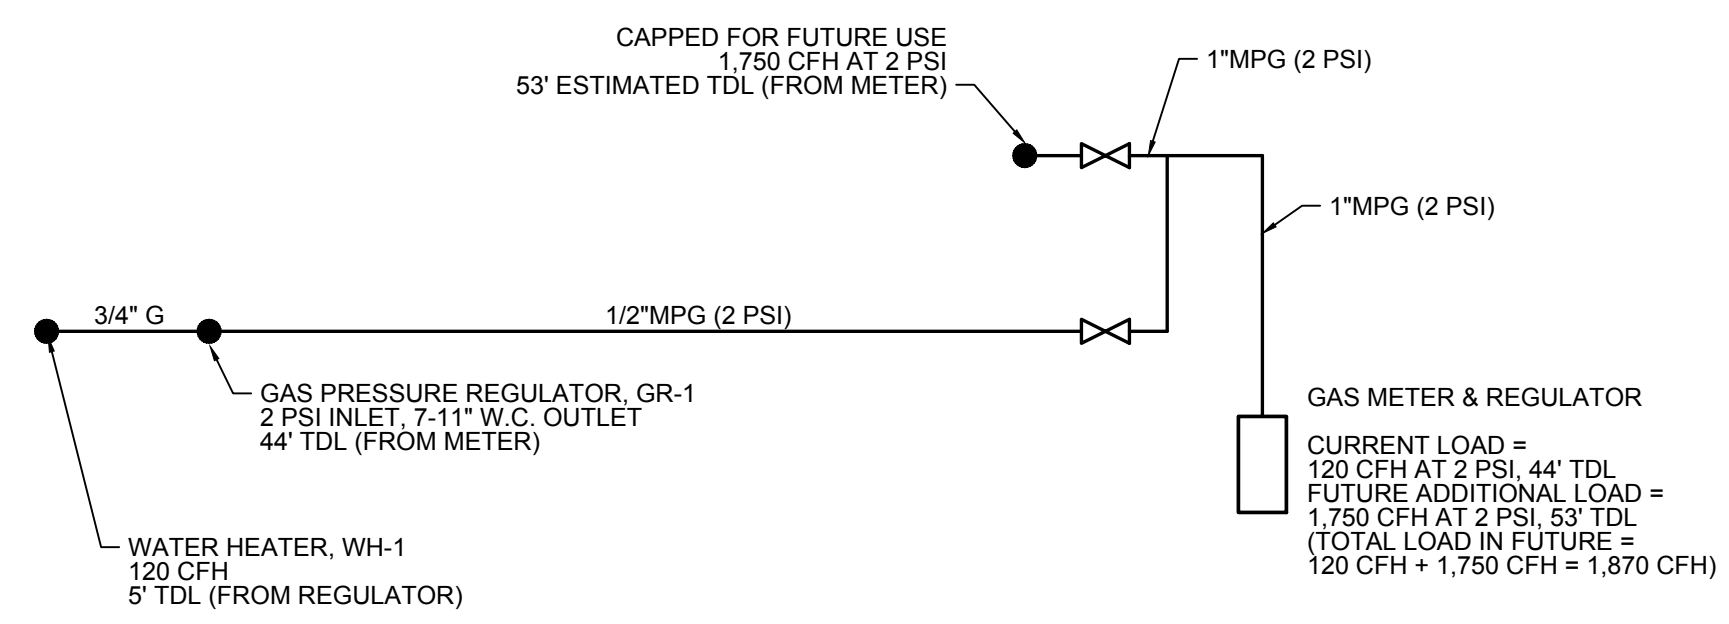 CAPPED FOR FUTURE USE
1,750 CFH AT 2 PSI
53' ESTIMATED TDL (FROM METER)
1"MPG (2 PSI)
1"MPG (2 PSI)
3/4" G
1/2"MPG (2 PSI)
GAS PRESSURE REGULATOR, GR-1
2 PSI INLET, 7-11" W.C. OUTLET
44' TDL (FROM METER)
GAS METER & REGULATOR
CURRENT LOAD =
120 CFH AT 2 PSI, 44' TDL
FUTURE ADDITIONAL LOAD =
1,750 CFH AT 2 PSI, 53' TDL
(TOTAL LOAD IN FUTURE =
120 CFH + 1,750 CFH = 1,870 CFH)
WATER HEATER, WH-1
120 CFH
5' TDL (FROM REGULATOR)